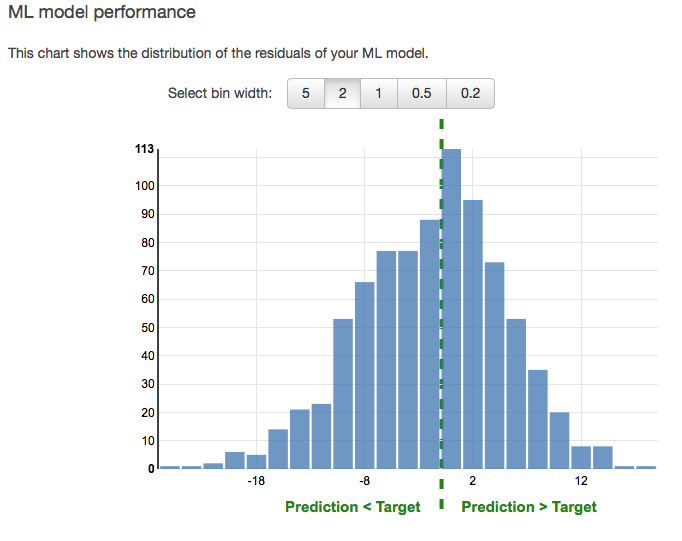 ML model performance
This chart shows the distribution of the residuals of your ML model.
Select bin width: 5 2 1 0.5 0.2
113
100
90
80
70
60
50
40
30
20
10
0
-18 -8 2 12
Prediction < Target Prediction > Target